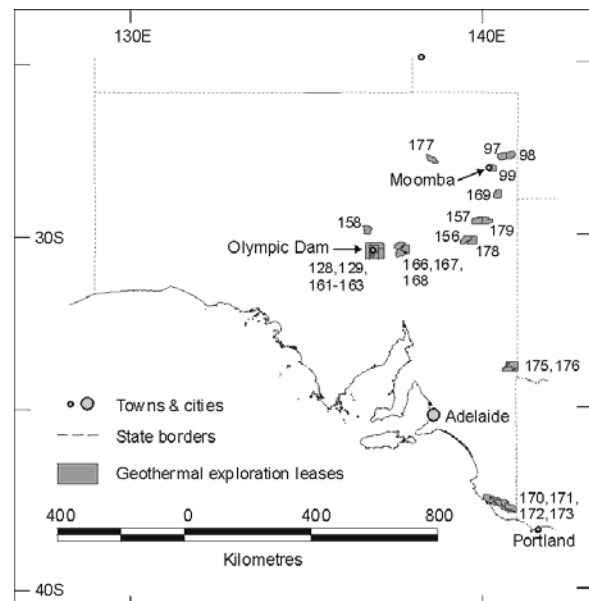 130E
140E
177
97
98
Moomba
99
169
158
157
179
30S
156
Olympic Dam
178
128, 129,
161-163
166, 167,
168
175, 176
Towns & cities
Adelaide
State borders
Geothermal exploration leases
170, 171,
172, 173
400
0
400
800
Portland
Kilometres
40S